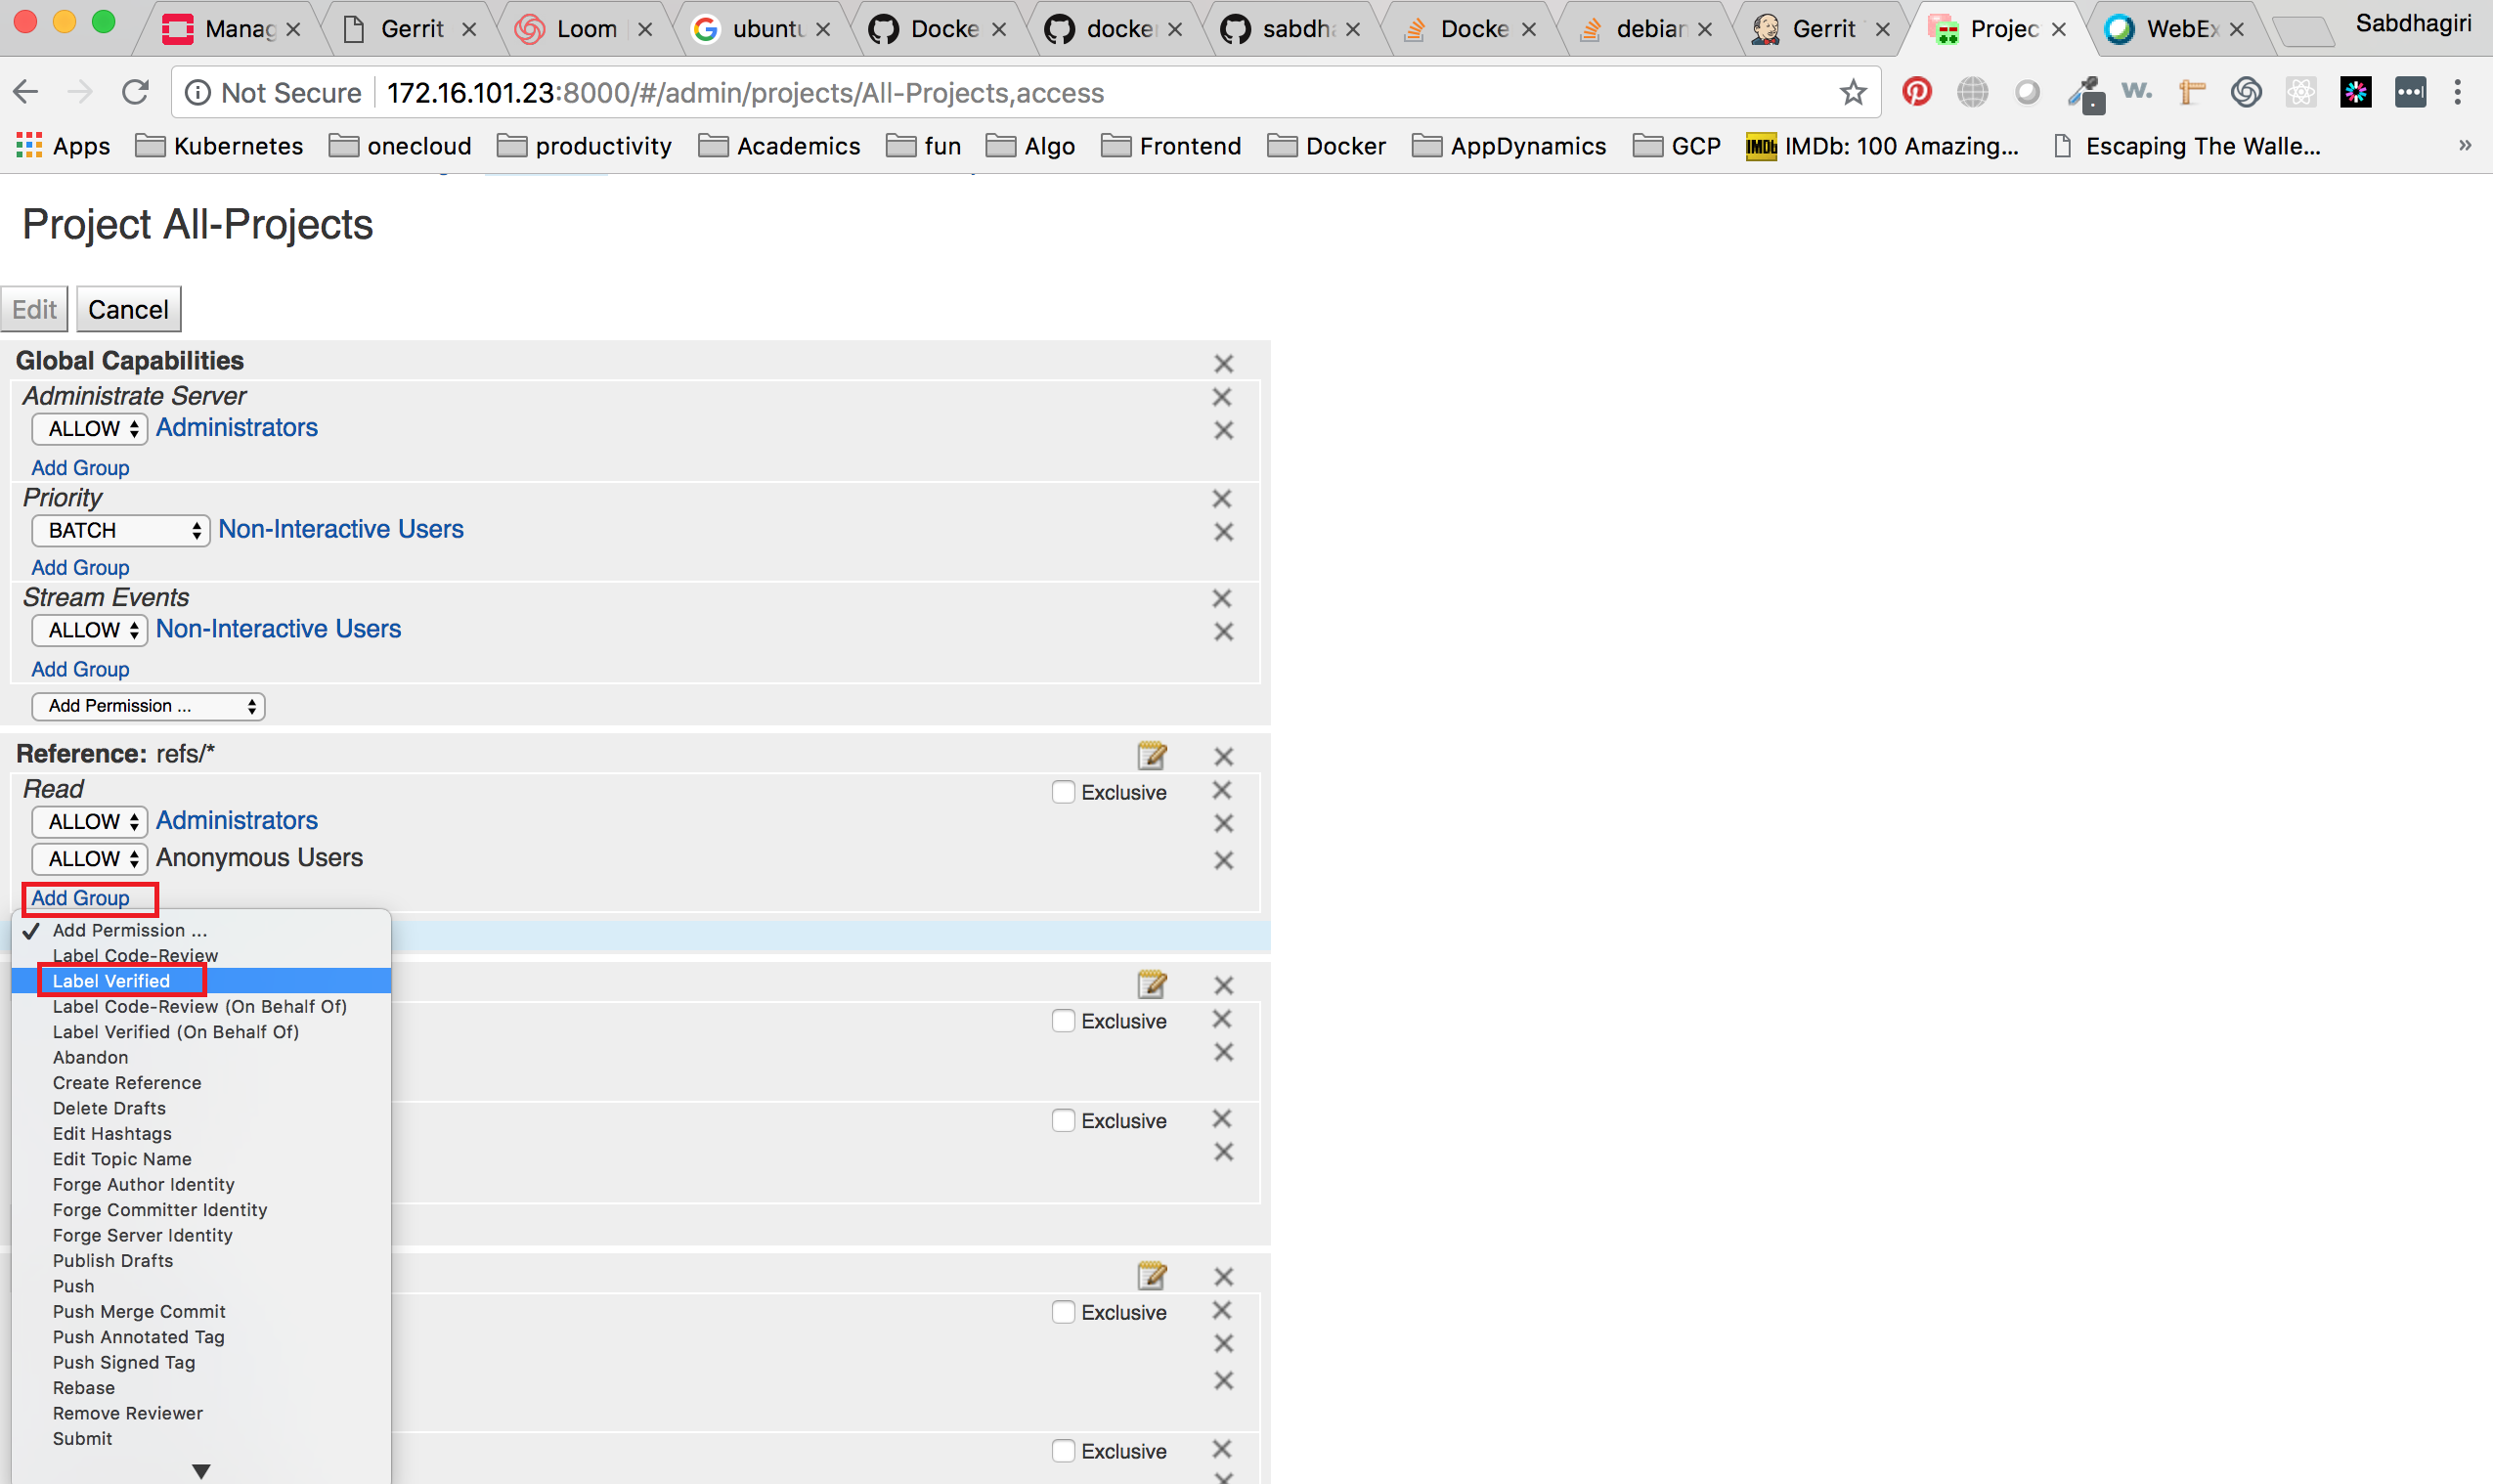 Manag Gerrit Loom ubuntu Docke docker sabdha Docke debian Gerrit Projec WebEx Sabdhagiri
Not Secure 172.16.101.23:8000/#/admin/projects/All-Projects,access
Apps Kubernetes onecloud productivity Academics fun Algo Frontend Docker AppDynamics GCP IMDb IMDb: 100 Amazing... Escaping The Walle... »
Project All-Projects
Edit Cancel
Global Capabilities
Administrate Server
ALLOW Administrators
Add Group
Priority
BATCH Non-Interactive Users
Add Group
Stream Events
ALLOW Non-Interactive Users
Add Group
Add Permission ...
Reference: refs/*
Read Exclusive
ALLOW Administrators
ALLOW Anonymous Users
Add Group
Add Permission ...
Label Code-Review
Label Verified
Label Code-Review (On Behalf Of)
Exclusive
Label Verified (On Behalf Of)
Abandon
Create Reference
Delete Drafts
Exclusive
Edit Hashtags
Edit Topic Name
Forge Author Identity
Forge Committer Identity
Forge Server Identity
Publish Drafts
Push
Push Merge Commit
Exclusive
Push Annotated Tag
Push Signed Tag
Rebase
Remove Reviewer
Submit
Exclusive